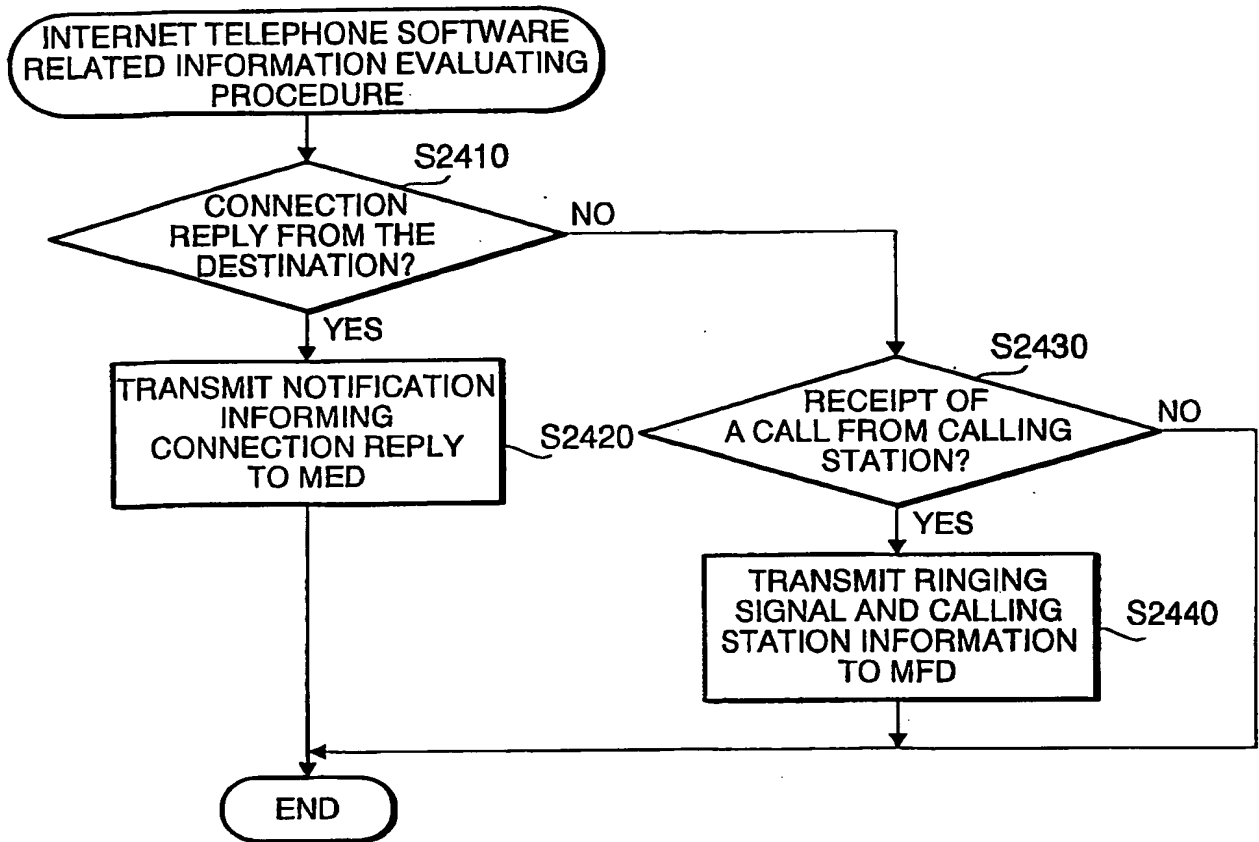 INTERNET TELEPHONE SOFTWARE
RELATED INFORMATION EVALUATING
PROCEDURE
S2410
CONNECTION
REPLY FROM THE
DESTINATION?
NO
YES
TRANSMIT NOTIFICATION
INFORMING
CONNECTION REPLY
TO MED
S2420
S2430
RECEIPT OF
A CALL FROM CALLING
STATION?
NO
YES
TRANSMIT RINGING
SIGNAL AND CALLING
STATION INFORMATION
TO MFD
S2440
END